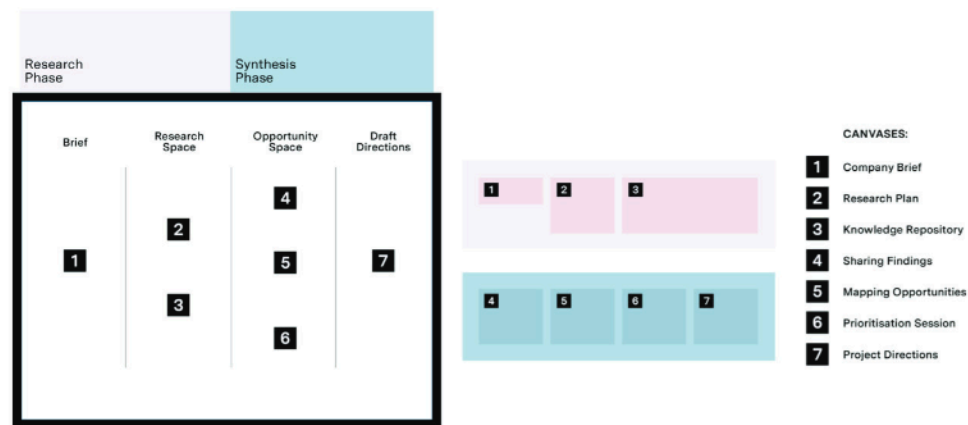 Research
Phase
Synthesis
Phase
Brief
Research
Space
Opportunity
Space
Draft
Directions
1
2
3
4
5
6
7
1
2
3
4
5
6
7
CANVASES:
1 Company Brief
2 Research Plan
3 Knowledge Repository
4 Sharing Findings
5 Mapping Opportunities
6 Prioritisation Session
7 Project Directions